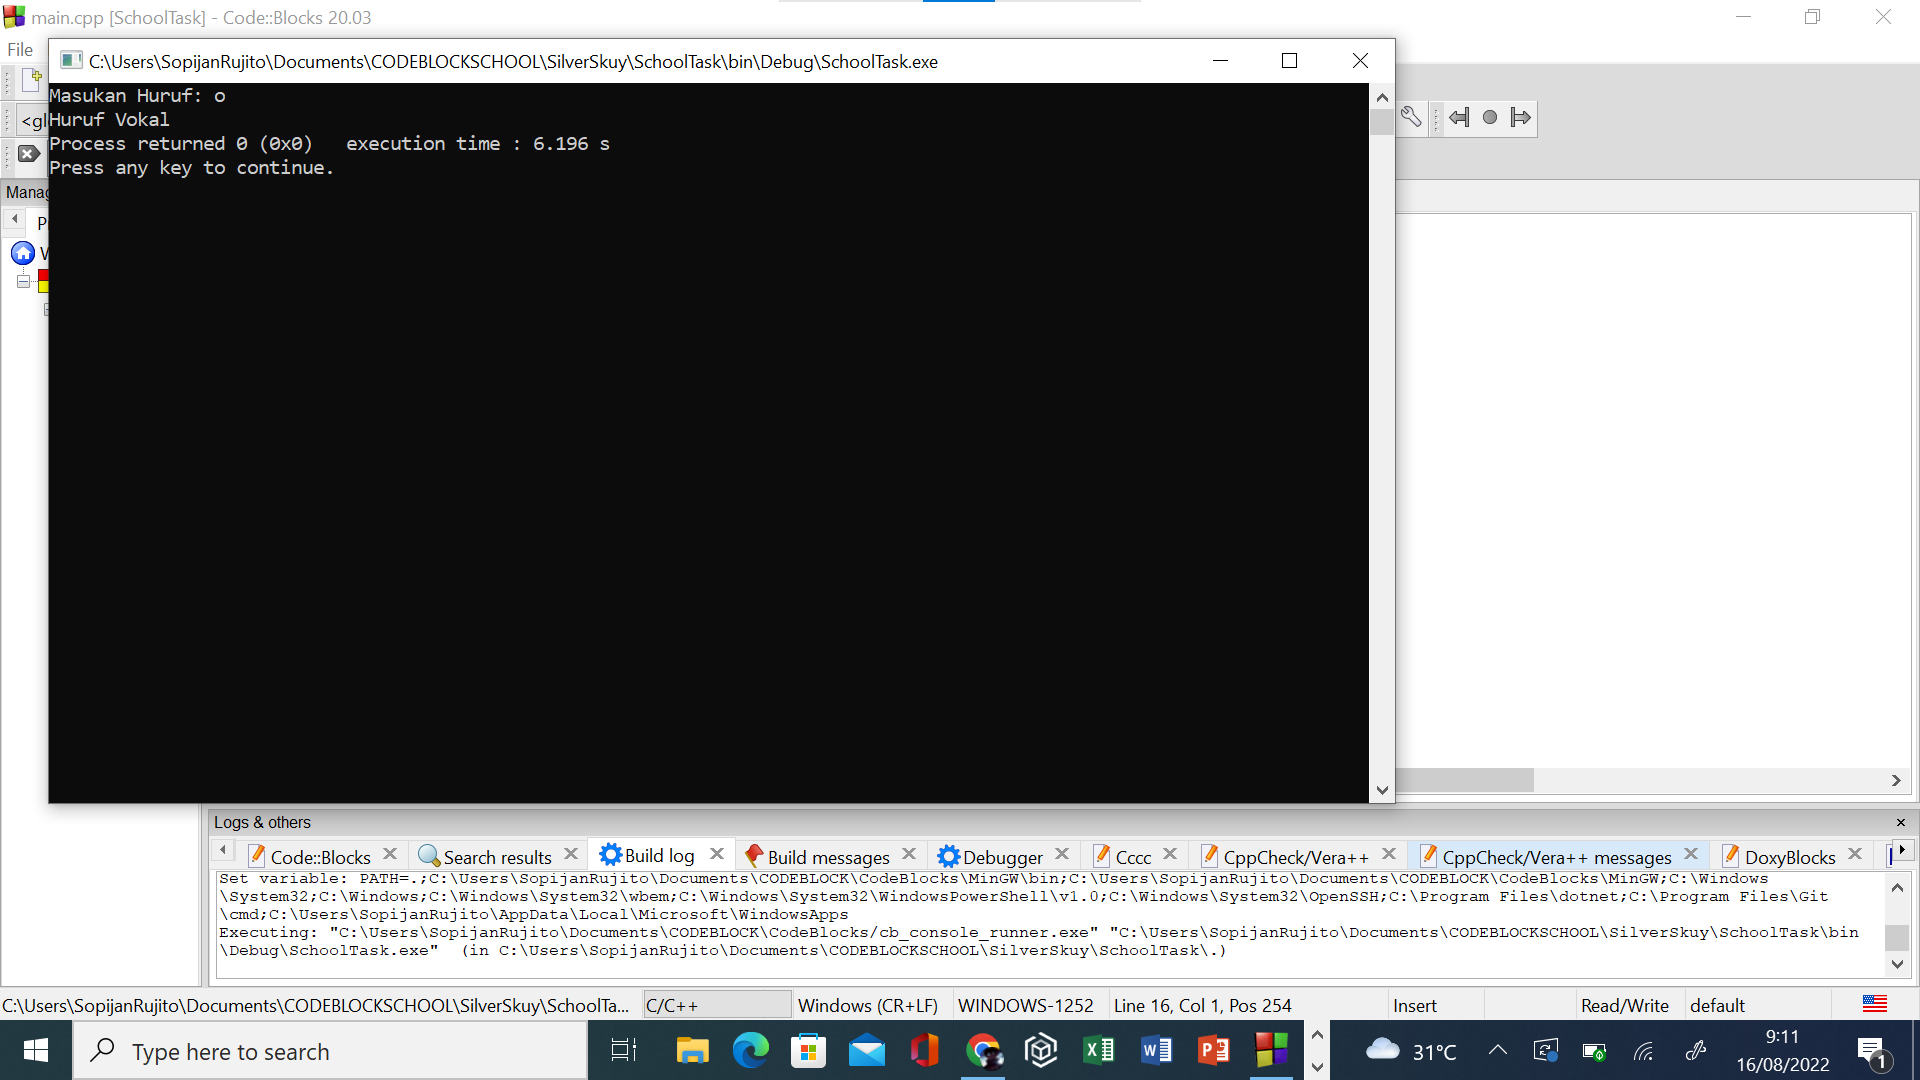 main.cpp [SchoolTask] - Code::Blocks 20.03
File
C:\Users\SopijanRujito\Documents\CODEBLOCKSCHOOL\SilverSkuy\SchoolTask\bin\Debug\SchoolTask.exe
Masukan Huruf: o
Huruf Vokal
Process returned 0 (0x0)   execution time : 6.196 s
Press any key to continue.
Logs & others
Code::Blocks
Search results
Build log
Build messages
Debugger
Cccc
CppCheck/Vera++
CppCheck/Vera++ messages
DoxyBlocks
Set variable: PATH=.;C:\Users\SopijanRujito\Documents\CODEBLOCK\CodeBlocks\MinGW\bin;C:\Users\SopijanRujito\Documents\CODEBLOCK\CodeBlocks\MinGW;C:\Windows
\System32;C:\Windows;C:\Windows\System32\wbem;C:\Windows\System32\WindowsPowerShell\v1.0;C:\Windows\System32\OpenSSH;C:\Program Files\dotnet;C:\Program Files\Git
\cmd;C:\Users\SopijanRujito\AppData\Local\Microsoft\WindowsApps
Executing: "C:\Users\SopijanRujito\Documents\CODEBLOCK\CodeBlocks/cb_console_runner.exe" "C:\Users\SopijanRujito\Documents\CODEBLOCKSCHOOL\SilverSkuy\SchoolTask\bin
\Debug\SchoolTask.exe"  (in C:\Users\SopijanRujito\Documents\CODEBLOCKSCHOOL\SilverSkuy\SchoolTask\.)
C:\Users\SopijanRujito\Documents\CODEBLOCKSCHOOL\SilverSkuy\SchoolTa...
C/C++
Windows (CR+LF)
WINDOWS-1252
Line 16, Col 1, Pos 254
Insert
Read/Write
default
Type here to search
31°C
9:11
16/08/2022
1